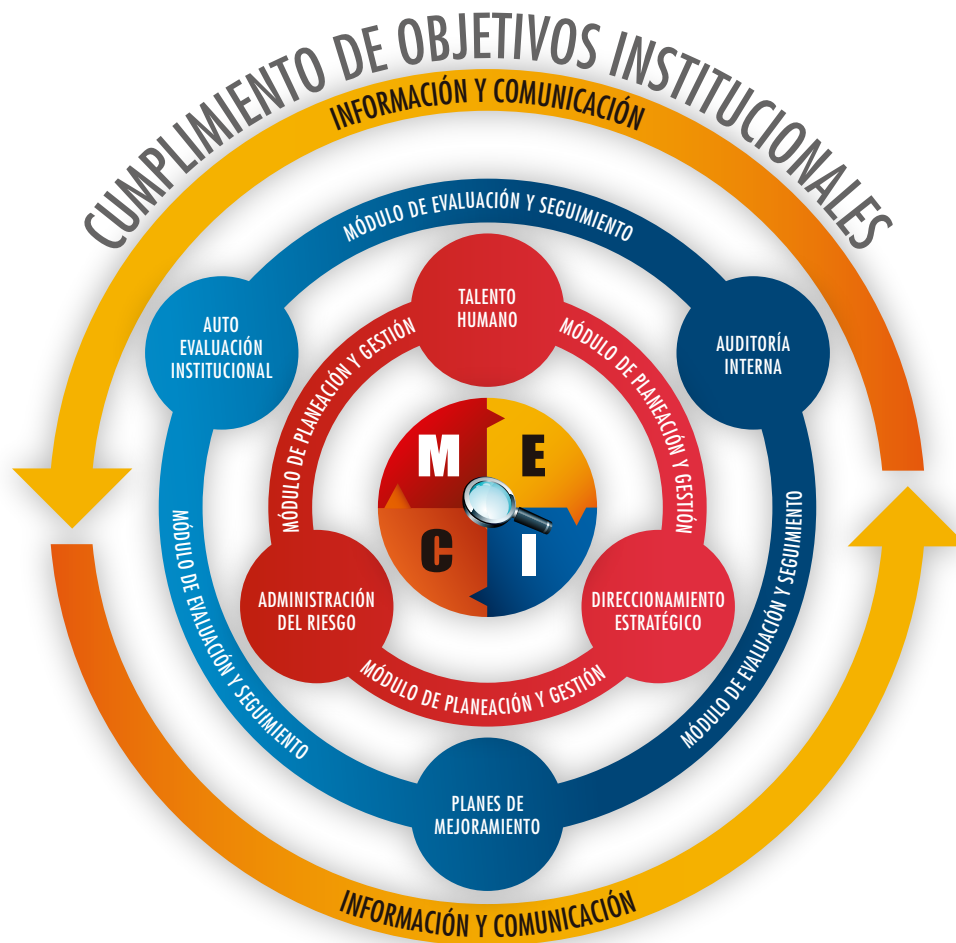 CUMPLIMIENTO DE OBJETIVOS INSTITUCIONALES
INFORMACIÓN Y COMUNICACIÓN
MÓDULO DE EVALUACIÓN Y SEGUIMIENTO
TALENTO
HUMANO
AUTO
EVALUACIÓN
INSTITUCIONAL
AUDITORÍA
INTERNA
MÓDULO DE PLANEACIÓN Y GESTIÓN
MÓDULO DE PLANEACIÓN Y GESTIÓN
M E
C I
MÓDULO DE EVALUACIÓN Y SEGUIMIENTO
MÓDULO DE EVALUACIÓN Y SEGUIMIENTO
ADMINISTRACIÓN
DEL RIESGO
DIRECCIONAMIENTO
ESTRATÉGICO
MÓDULO DE PLANEACIÓN Y GESTIÓN
PLANES DE
MEJORAMIENTO
INFORMACIÓN Y COMUNICACIÓN